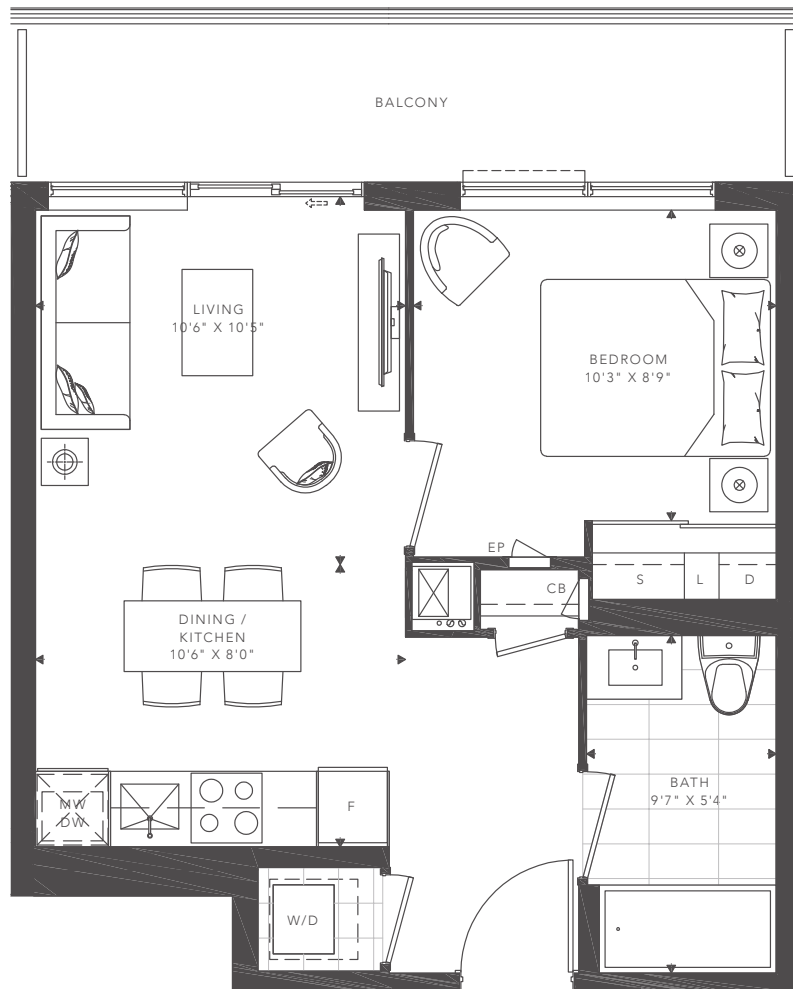 BALCONY
LIVING
10'6" X 10'5"
BEDROOM
10'3" X 8'9"
EP
CB
S
L
D
DINING /
KITCHEN
10'6" X 8'0"
BATH
9'7" X 5'4"
MW
DW
F
W/D